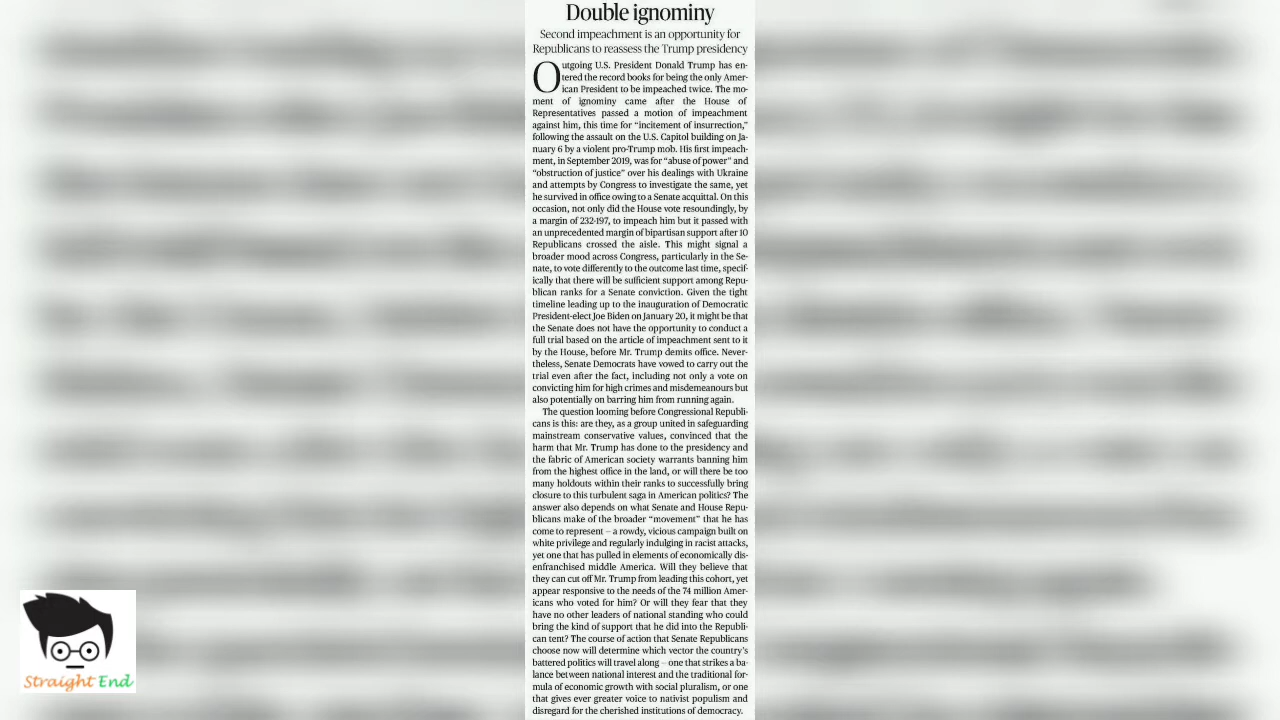 Double ignominy
Second impeachment is an opportunity for
Republicans to reassess the Trump presidency
Outgoing U.S. President Donald Trump has en-
tered the record books for being the only Amer-
ican President to be impeached twice. The mo-
ment of ignominy came after the House of
Representatives passed a motion of impeachment
against him, this time for “incitement of insurrection,”
following the assault on the U.S. Capitol building on Ja-
nuary 6 by a violent pro-Trump mob. His first impeach-
ment, in September 2019, was for “abuse of power” and
“obstruction of justice” over his dealings with Ukraine
and attempts by Congress to investigate the same, yet
he survived in office owing to a Senate acquittal. On this
occasion, not only did the House vote resoundingly, by
a margin of 232-197, to impeach him but it passed with
an unprecedented margin of bipartisan support after 10
Republicans crossed the aisle. This might signal a
broader mood across Congress, particularly in the Se-
nate, to vote differently to the outcome last time, specif-
ically that there will be sufficient support among Repu-
blican ranks for a Senate conviction. Given the tight
timeline leading up to the inauguration of Democratic
President-elect Joe Biden on January 20, it might be that
the Senate does not have the opportunity to conduct a
full trial based on the article of impeachment sent to it
by the House, before Mr. Trump demits office. Never-
theless, Senate Democrats have vowed to carry out the
trial even after the fact, including not only a vote on
convicting him for high crimes and misdemeanours but
also potentially on barring him from running again.
The question looming before Congressional Republi-
cans is this: are they, as a group united in safeguarding
mainstream conservative values, convinced that the
harm that Mr. Trump has done to the presidency and
the fabric of American society warrants banning him
from the highest office in the land, or will there be too
many holdouts within their ranks to successfully bring
closure to this turbulent saga in American politics? The
answer also depends on what Senate and House Repu-
blicans make of the broader “movement” that he has
come to represent – a rowdy, vicious campaign built on
white privilege and regularly indulging in racist attacks,
yet one that has pulled in elements of economically dis-
enfranchised middle America. Will they believe that
they can cut off Mr. Trump from leading this cohort, yet
appear responsive to the needs of the 74 million Amer-
icans who voted for him? Or will they fear that they
have no other leaders of national standing who could
bring the kind of support that he did into the Republi-
can tent? The course of action that Senate Republicans
choose now will determine which vector the country’s
battered politics will travel along – one that strikes a ba-
lance between national interest and the traditional for-
mula of economic growth with social pluralism, or one
that gives ever greater voice to nativist populism and
disregard for the cherished institutions of democracy.
Straight End